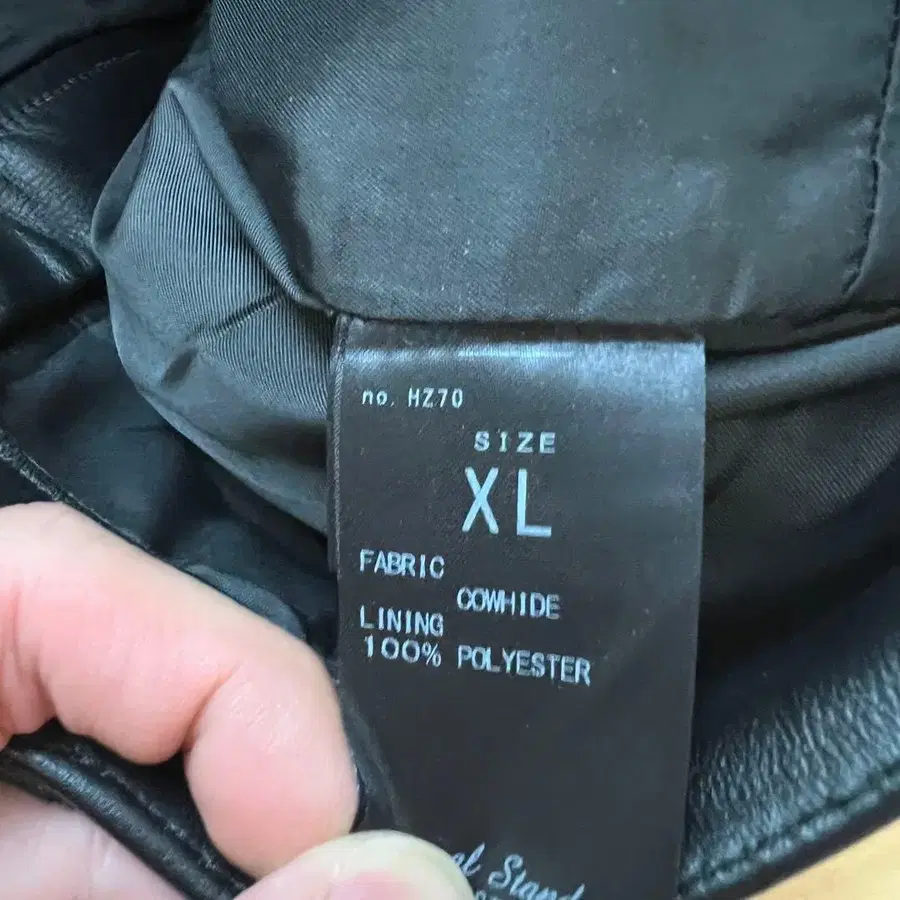 no. HZ70
SIZE
XL
FABRIC
COWHIDE
LINING
100% POLYESTER